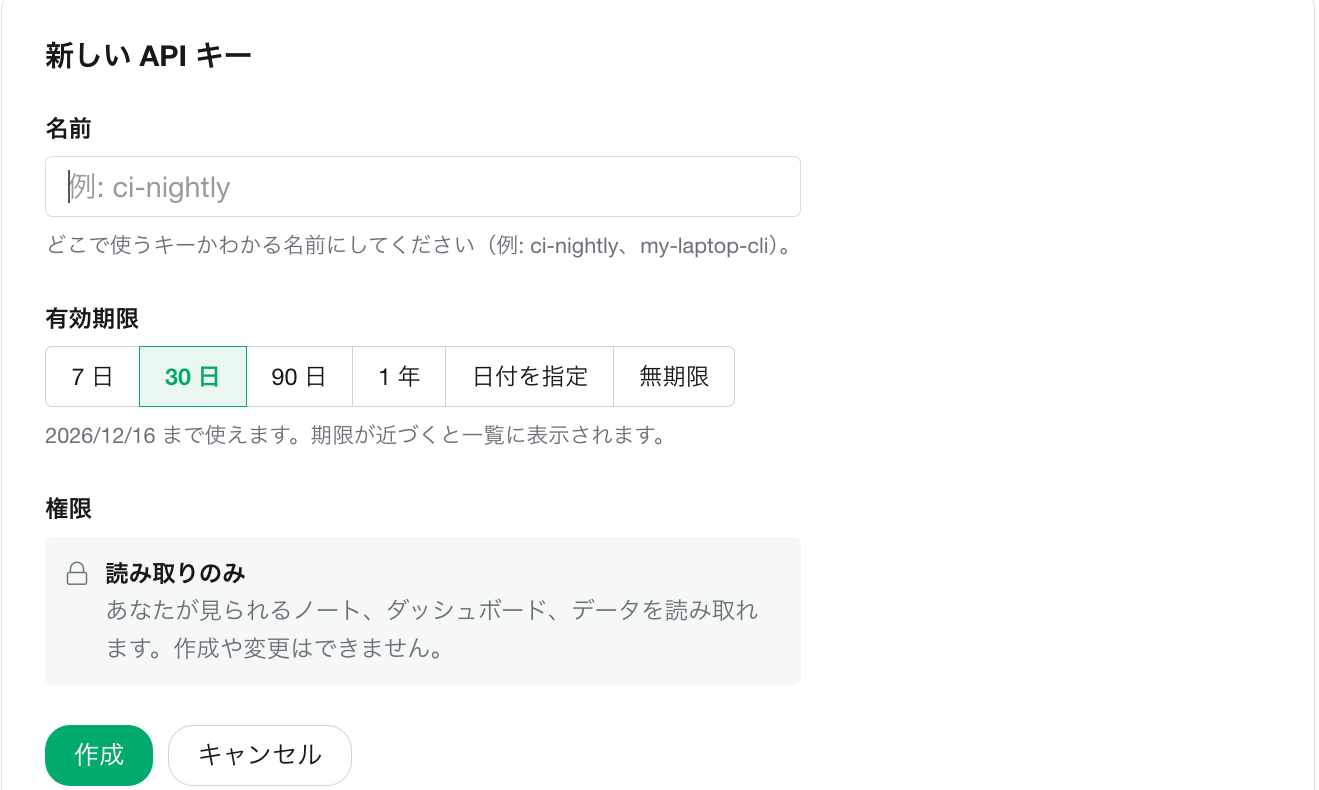 新しい API キー
名前
例: ci-nightly
どこで使うキーかわかる名前にしてください（例: ci-nightly、my-laptop-cli）。
有効期限
7 日 30 日 90 日 1 年 日付を指定 無期限
2026/12/16 まで使えます。期限が近づくと一覧に表示されます。
権限
読み取りのみ
あなたが見られるノート、ダッシュボード、データを読み取れ
ます。作成や変更はできません。
作成 キャンセル